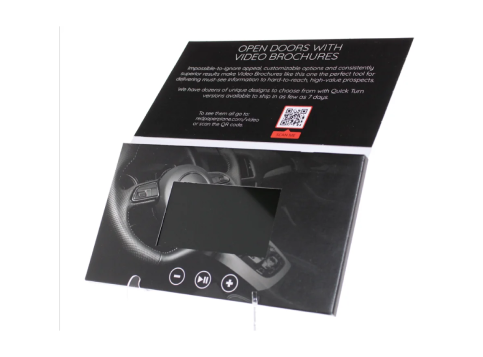 OPEN DOORS WITH
VIDEO BROCHURES
Impossible-to-ignore appeal, customizable options and consistently
superior results make Video Brochures like this one the perfect tool for
delivering must-see information to hard-to-reach, high-value prospects.
We have dozens of unique designs to choose from with Quick Turn
versions available to ship in as few as 7 days.
To see them all go to:
redpaperplane.com/video
or scan the QR code.